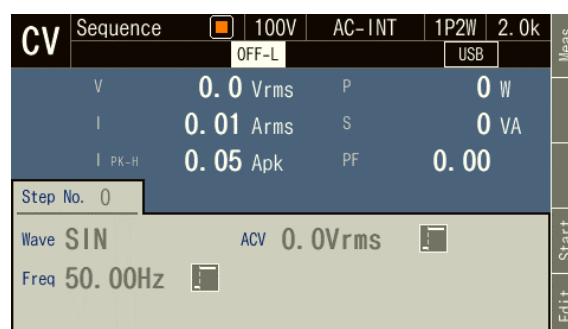 CV Sequence 100V AC-INT 1P2W 2.0k
OFF-L USB
V 0.0 Vrms P 0 W
I 0.01 Arms S 0 VA
I PK-H 0.05 Apk PF 0.00
Step No. 0
Wave SIN ACV 0.0Vrms
Freq 50.00Hz
Meas
Start
Edit